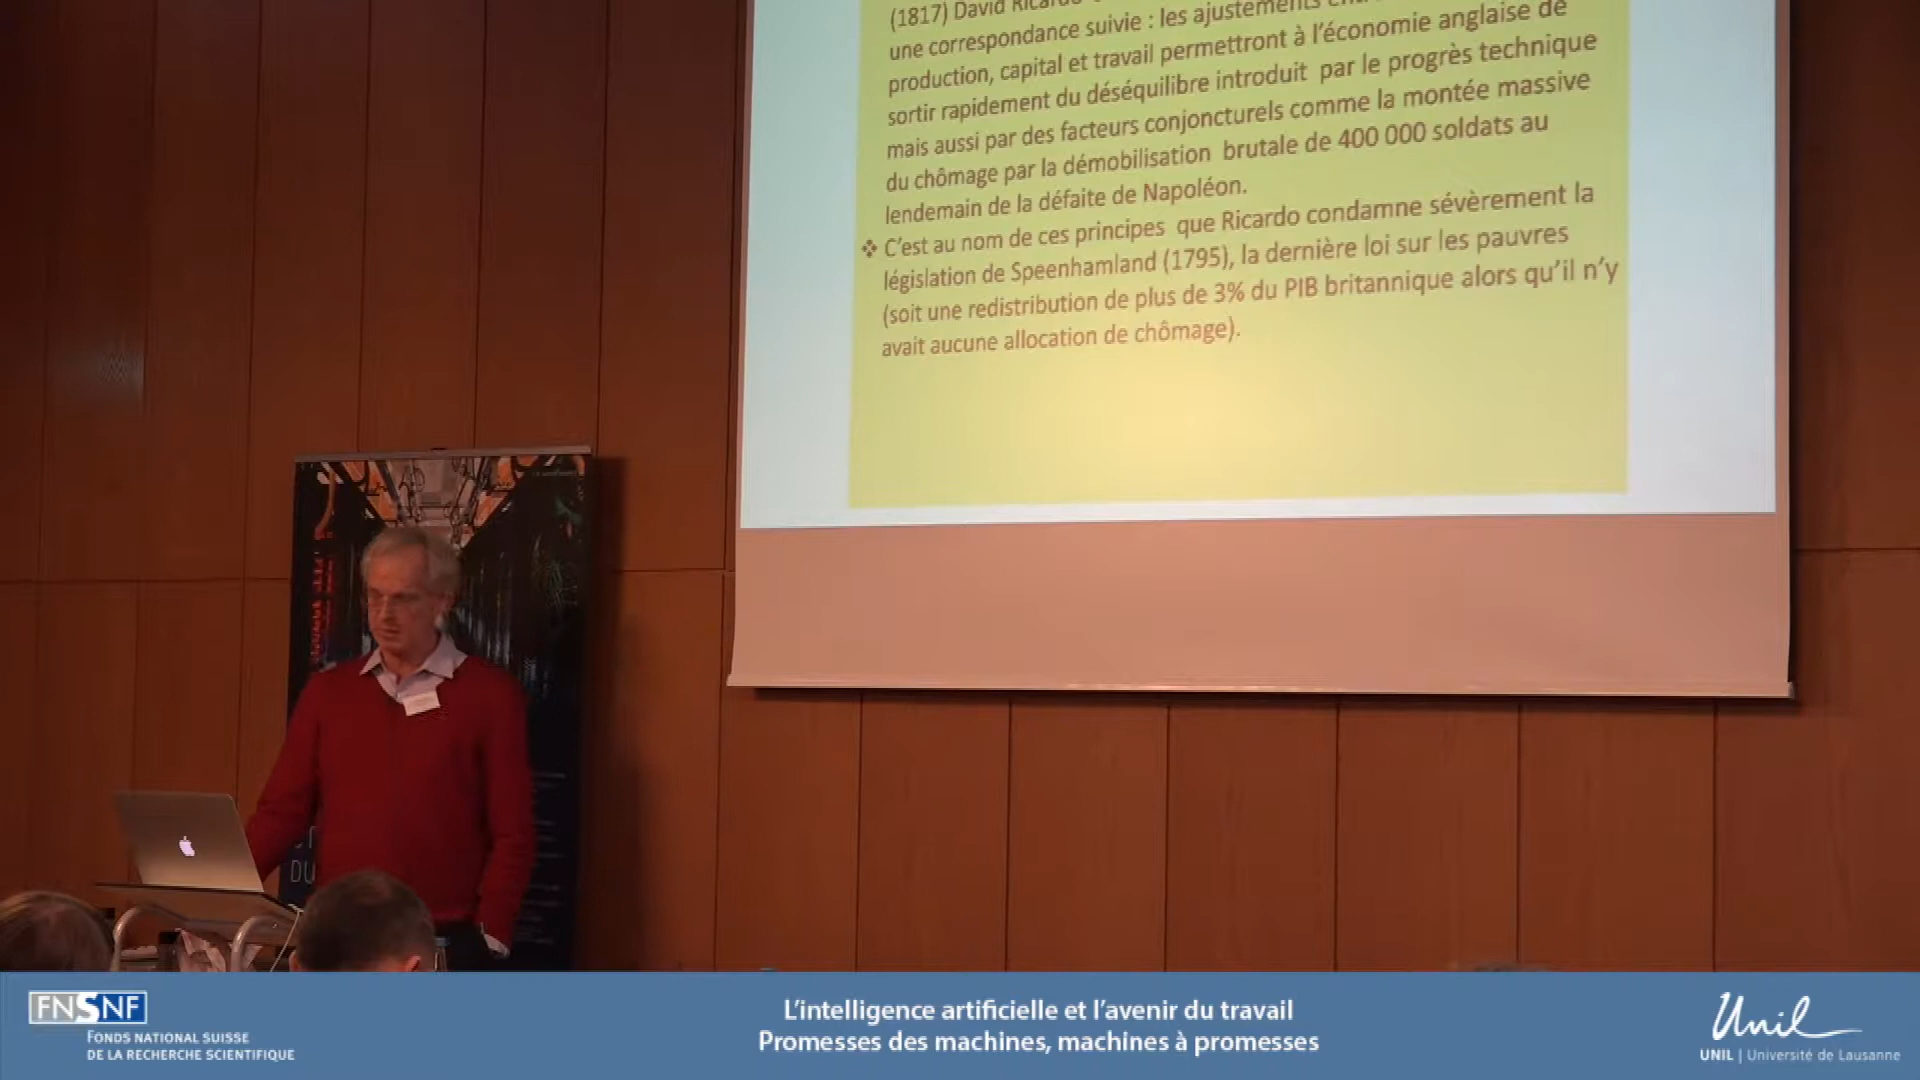 (1817) David Ricardo
une correspondance suivie : les ajustements
production, capital et travail permettront à l'économie anglaise de
sortir rapidement du déséquilibre introduit par le progrès technique
mais aussi par des facteurs conjoncturels comme la montée massive
du chômage par la démobilisation brutale de 400 000 soldats au
lendemain de la défaite de Napoléon.
❖ C'est au nom de ces principes que Ricardo condamne sévèrement la
législation de Speenhamland (1795), la dernière loi sur les pauvres
(soit une redistribution de plus de 3% du PIB britannique alors qu'il n'y
avait aucune allocation de chômage).
DU
FNSNF
FONDS NATIONAL SUISSE
DE LA RECHERCHE SCIENTIFIQUE
L'intelligence artificielle et l'avenir du travail
Promesses des machines, machines à promesses
Unil
UNIL | Université de Lausanne